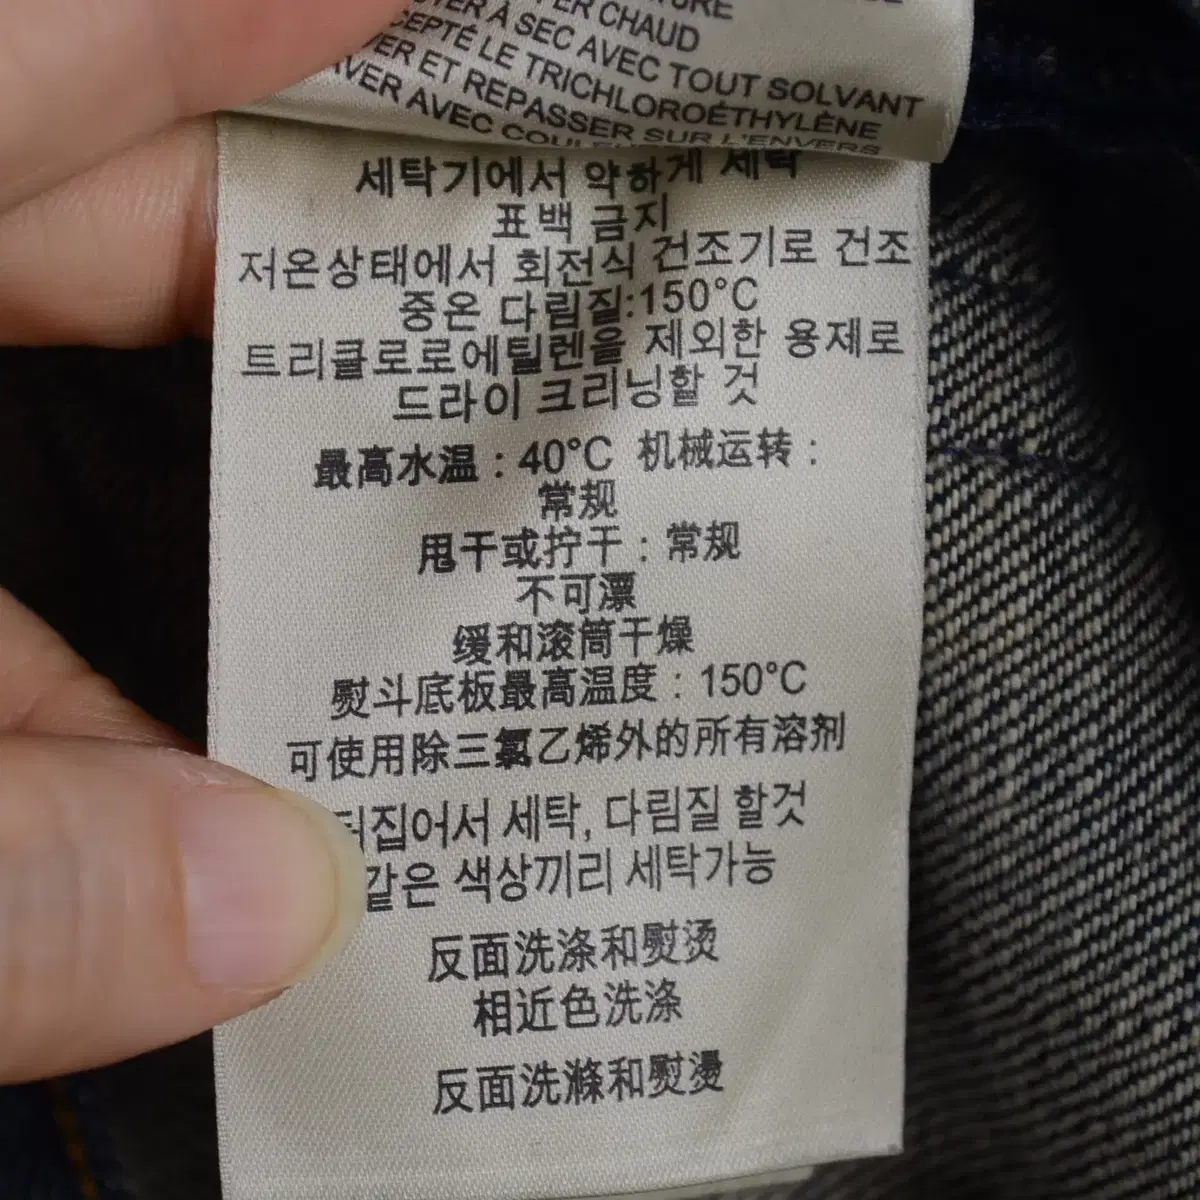 TURE
ER CHAUD
À SEC AVEC TOUT SOLVANT
CEPTÉ LE TRICHLOROÉTHYLÈNE
ET REPASSER SUR L'ENVERS
AVEC
세탁기에서 약하게 세탁
표백 금지
저온상태에서 회전식 건조기로 건조
중온 다림질:150°C
트리클로로에틸렌을 제외한 용제로
드라이 크리닝할 것
最高水温：40°C 机械运转：
常规
甩干或拧干：常规
不可漂
缓和滚筒干燥
熨斗底板最高温度：150°C
可使用除三氯乙烯外的所有溶剂
뒤집어서 세탁, 다림질 할것
같은 색상끼리 세탁가능
反面洗涤和熨烫
相近色洗涤
反面洗滌和熨燙